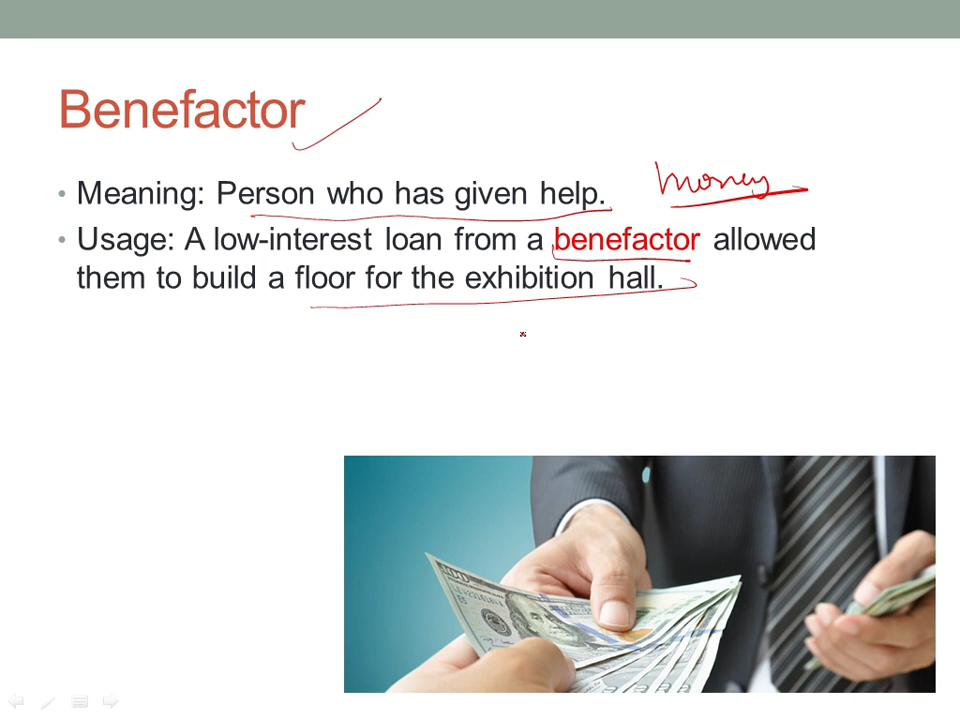 Benefactor
• Meaning: Person who has given help.
money
• Usage: A low-interest loan from a benefactor allowed
them to build a floor for the exhibition hall.
100